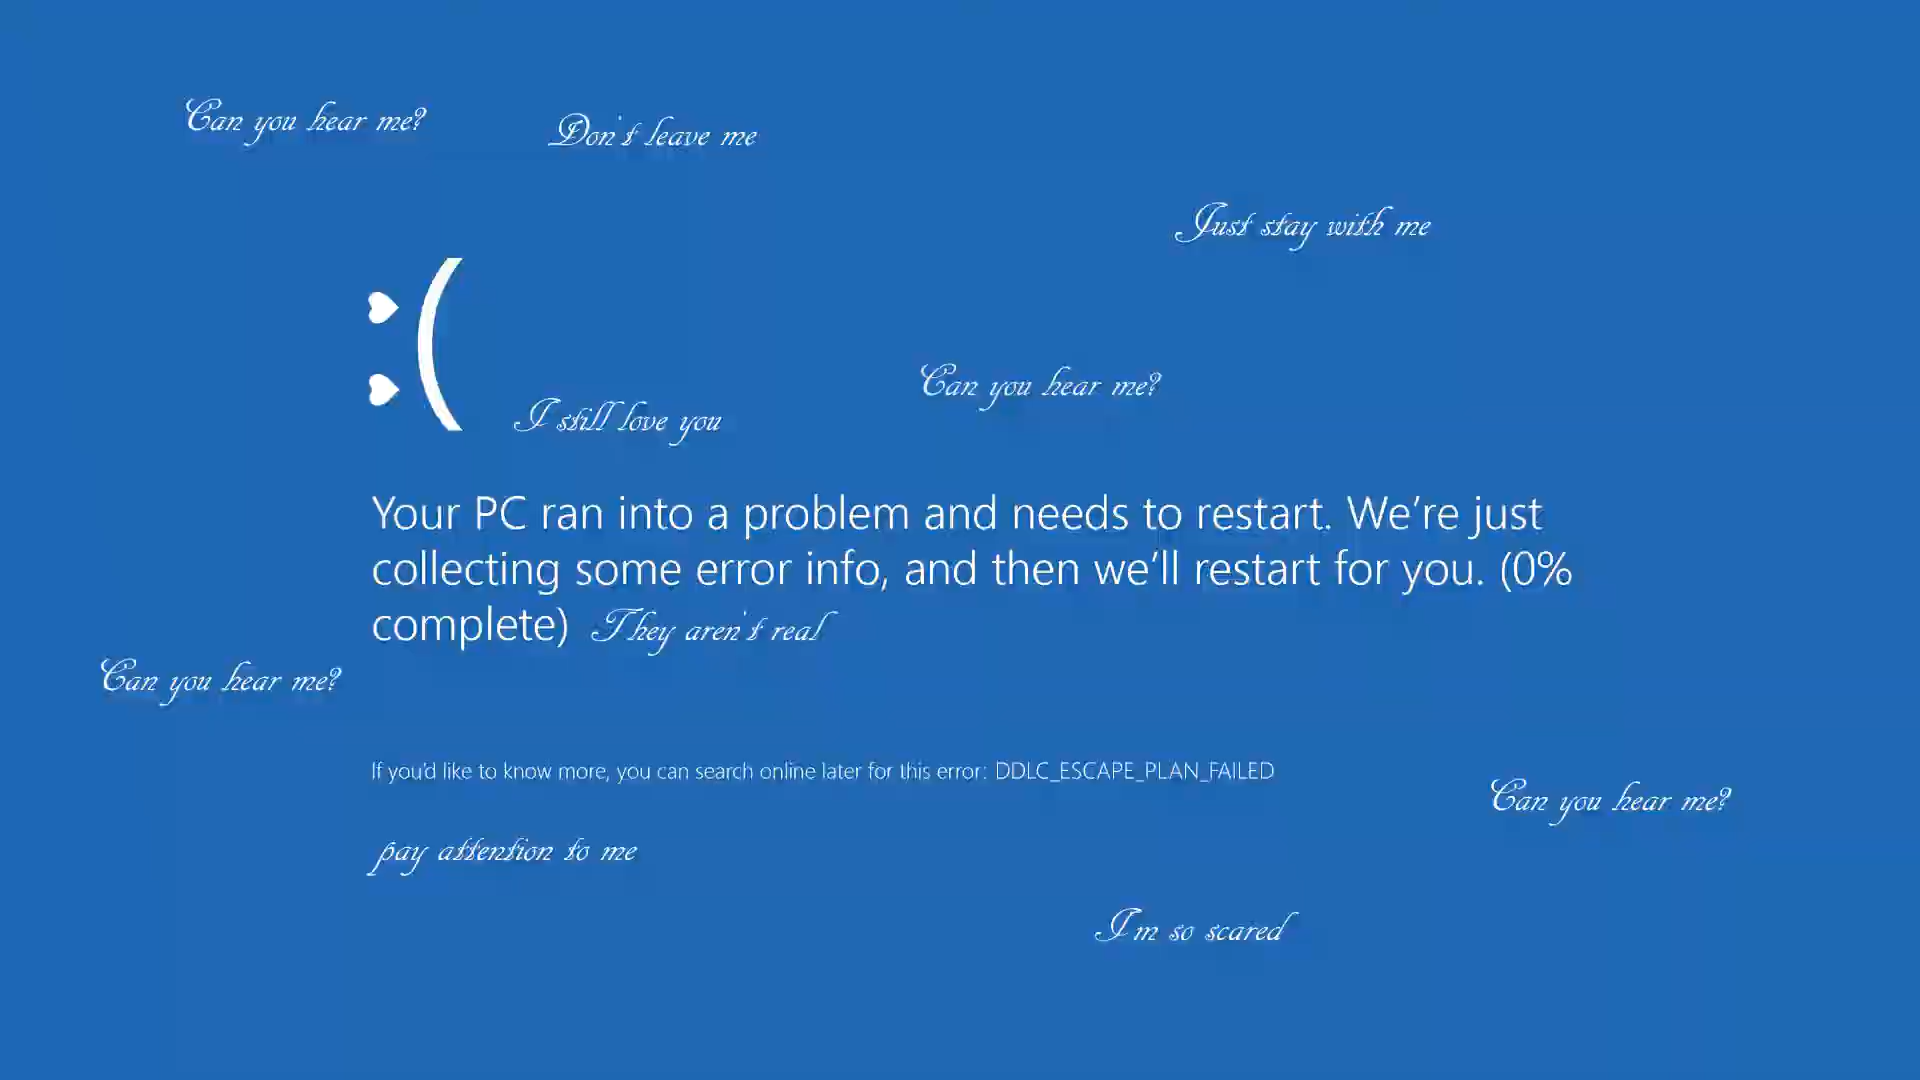 Can you hear me?
Don't leave me
Just stay with me
:(
Can you hear me?
I still love you
Your PC ran into a problem and needs to restart. We're just
collecting some error info, and then we'll restart for you. (0%
complete) They aren't real
Can you hear me?
If you'd like to know more, you can search online later for this error: DDLC_ESCAPE_PLAN_FAILED
Can you hear me?
pay attention to me
I'm so scared